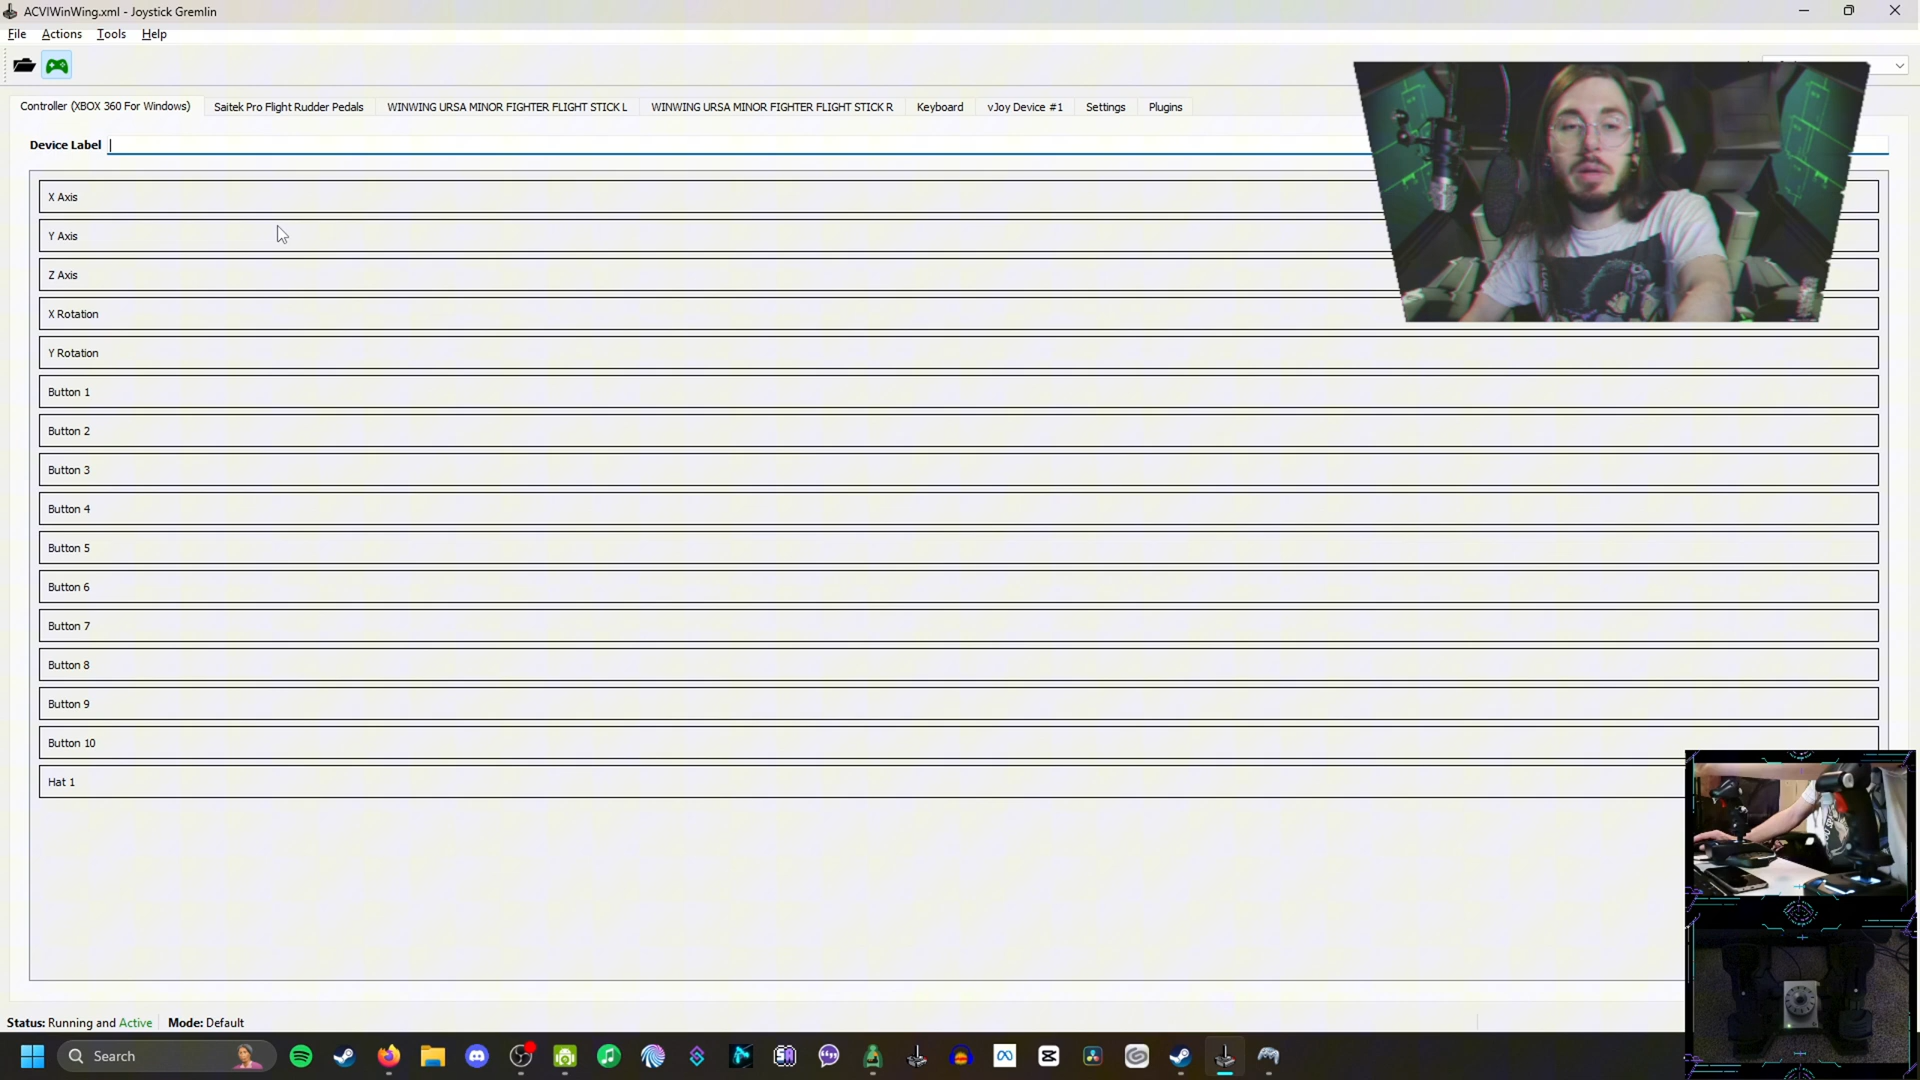 ACVIWinWing.xml - Joystick Gremlin
File Actions Tools Help
Controller (XBOX 360 For Windows) Saitek Pro Flight Rudder Pedals WINWING URSA MINOR FIGHTER FLIGHT STICK L WINWING URSA MINOR FIGHTER FLIGHT STICK R Keyboard vJoy Device #1 Settings Plugins
Device Label
X Axis
Y Axis
Z Axis
X Rotation
Y Rotation
Button 1
Button 2
Button 3
Button 4
Button 5
Button 6
Button 7
Button 8
Button 9
Button 10
Hat 1
Status: Running and Active Mode: Default
Search